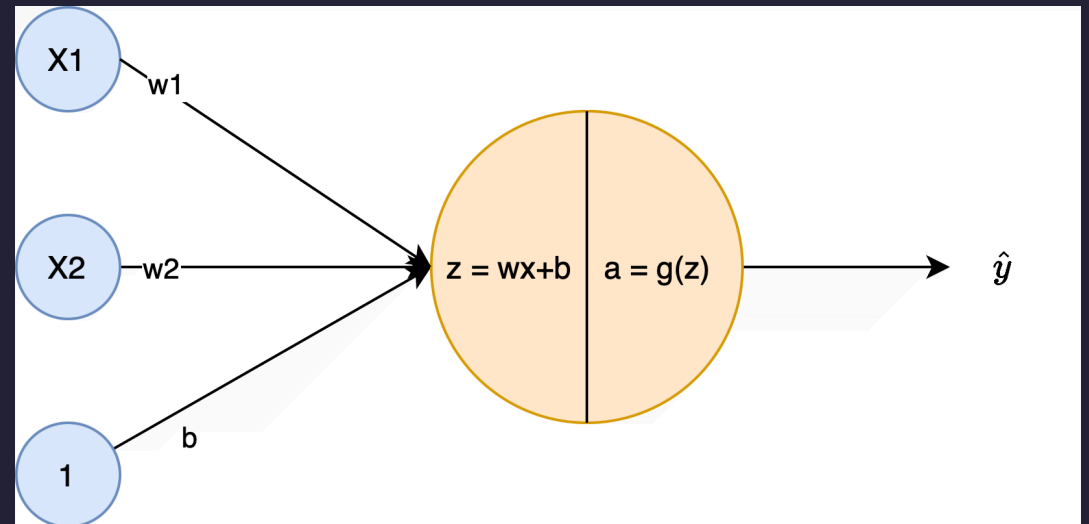 X1
w1
X2
w2
z = wx+b
a = g(z)
ŷ
1
b